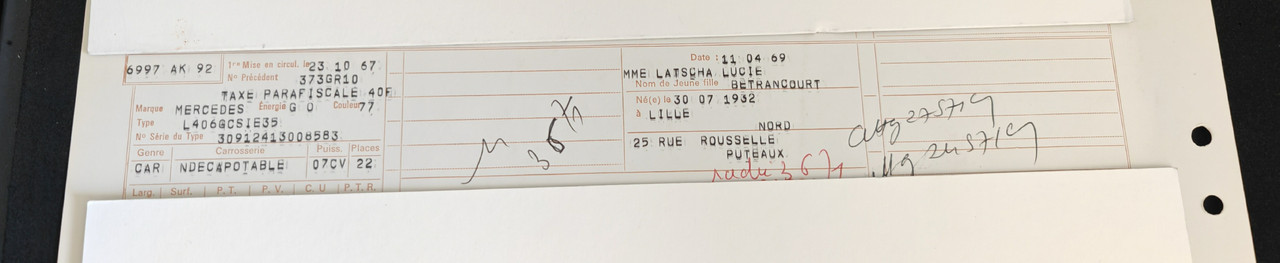 6997 AK 92
1re Mise en circul. le 23 10 67
No Précédent 373GR10
TAXE PARAFISCALE 40F
Marque MERCEDES Énergie G O Couleur 77
Type L406GCSIE35
No Série du Type 30912413008583
Genre Carrosserie Puiss. Places
CAR NDECAPOTABLE 07CV 22
Larg. Surf. P.T. P.V. C.U P.T.R.
Date : 11 04 69
MME LATSCHA LUCIE
Nom de Jeune fille BETRANCOURT
Né(e) le 30 07 1932
à LILLE
NORD
25 RUE ROUSSELLE
PUTEAUX